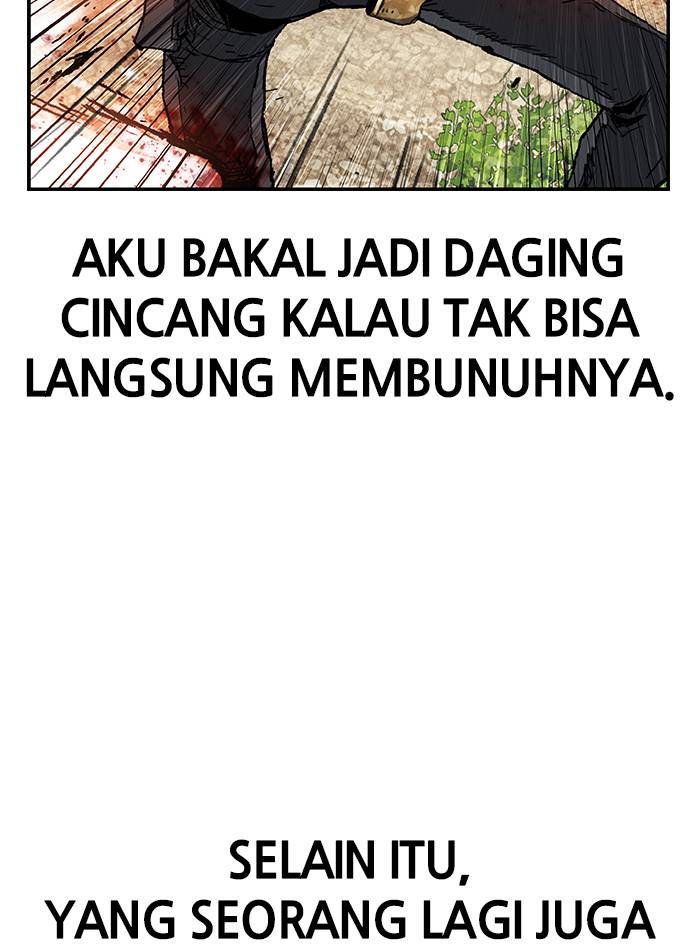 AKU BAKAL JADI DAGING
CINCANG KALAU TAK BISA
LANGSUNG MEMBUNUHNYA.
SELAIN ITU,
YANG SEORANG LAGI JUGA